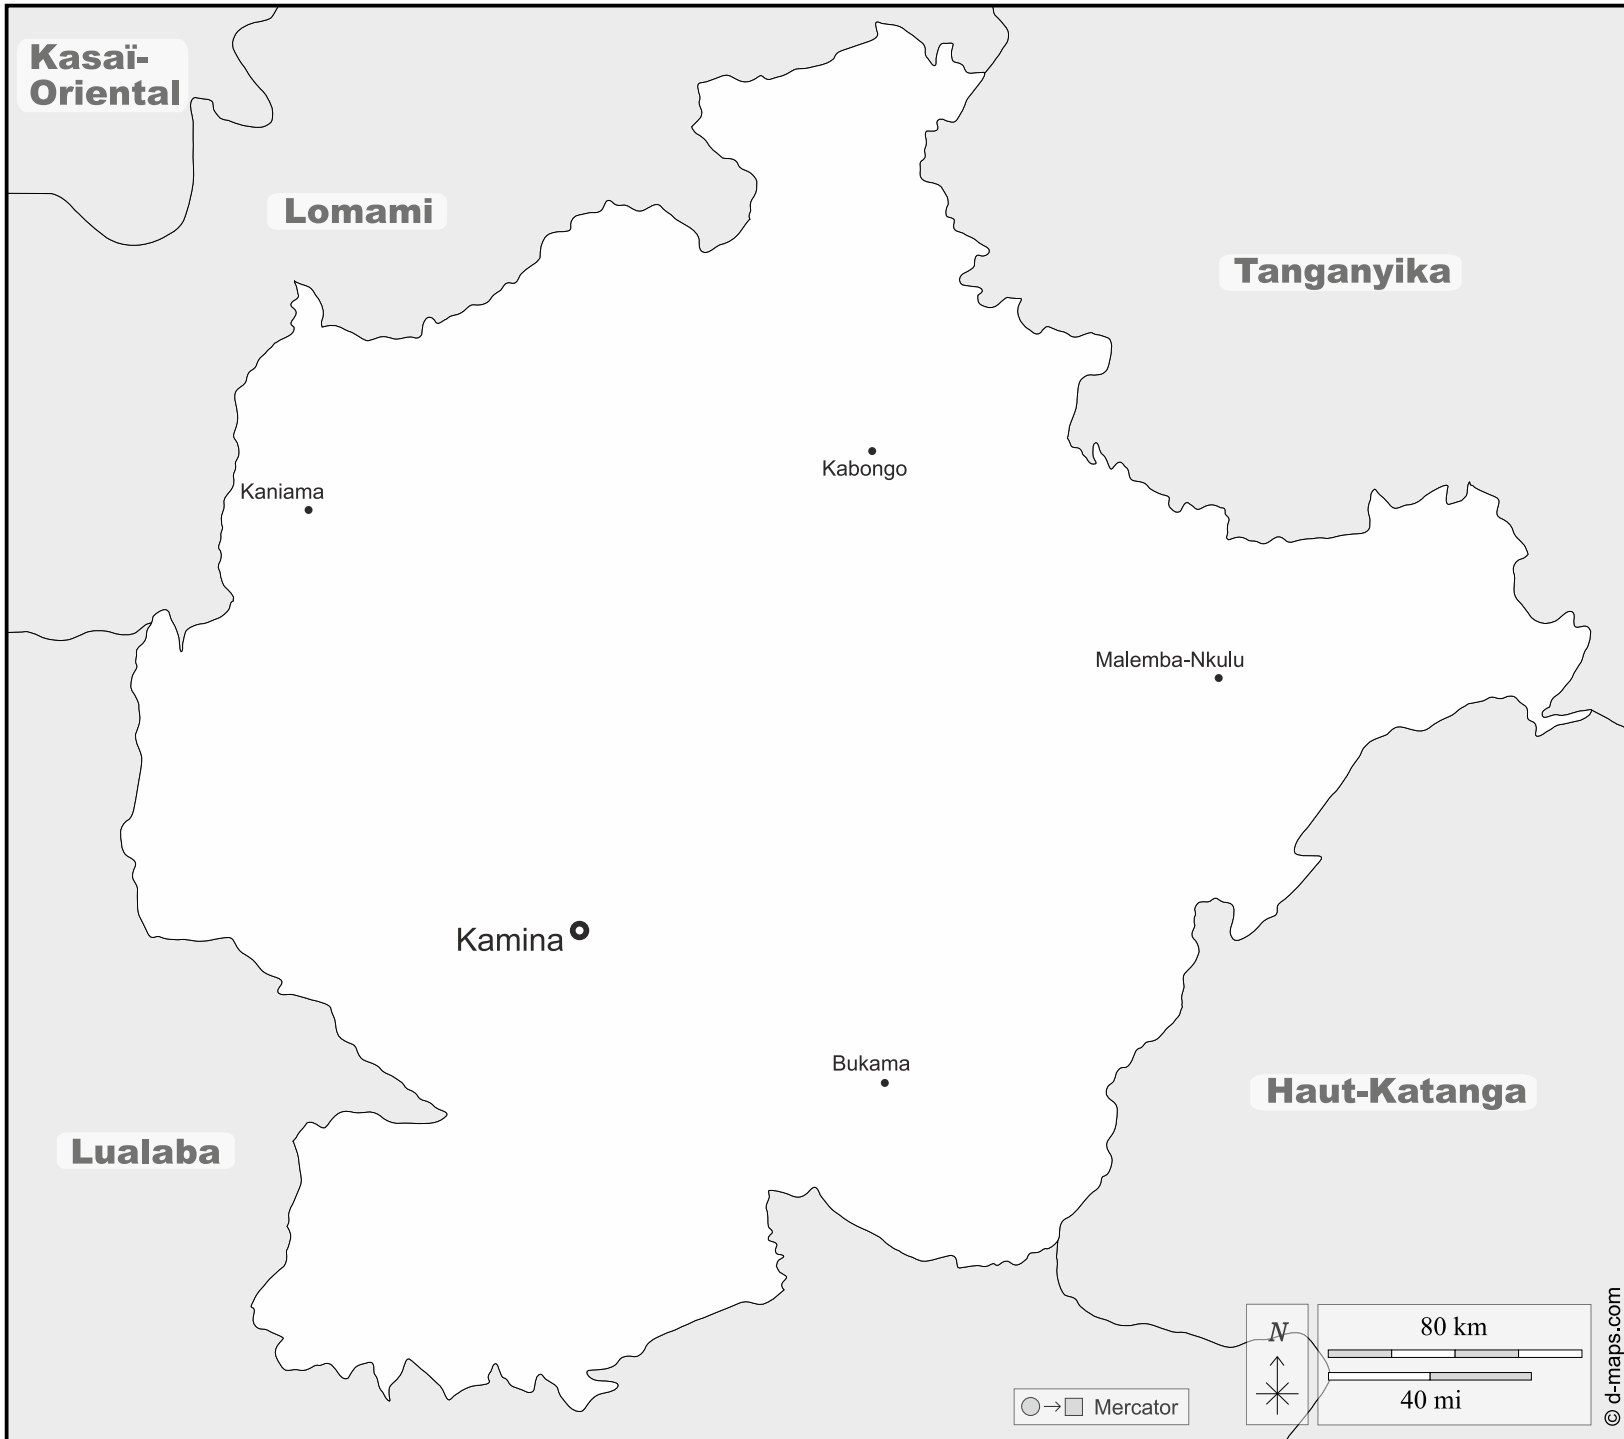 Kasaï-
Oriental
Lomami
Tanganyika
Kabongo
Kaniama
Malemba-Nkulu
Kamina
Bukama
Haut-Katanga
Lualaba
N
80 km
40 mi
Mercator
© d-maps.com